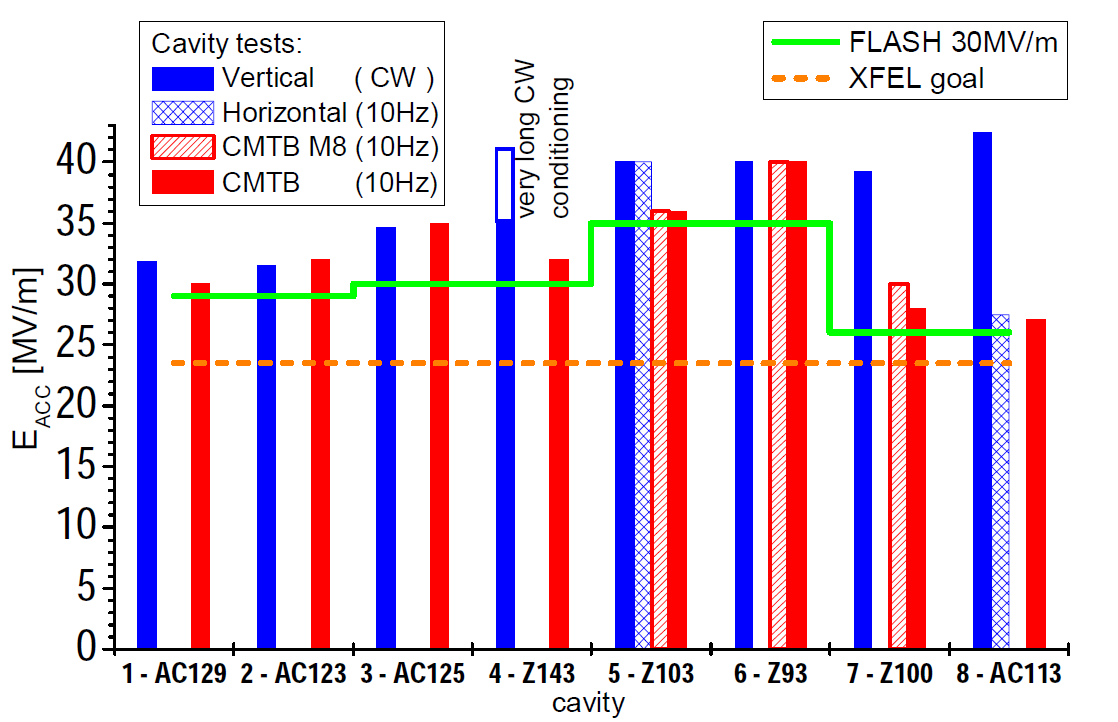 Cavity tests:
Vertical ( CW )
Horizontal (10Hz)
CMTB M8 (10Hz)
CMTB (10Hz)
very long CW
conditioning
FLASH 30MV/m
XFEL goal
E_ACC [MV/m]
40
35
30
25
20
15
10
5
0
1 - AC129 2 - AC123 3 - AC125 4 - Z143 5 - Z103 6 - Z93 7 - Z100 8 - AC113
cavity